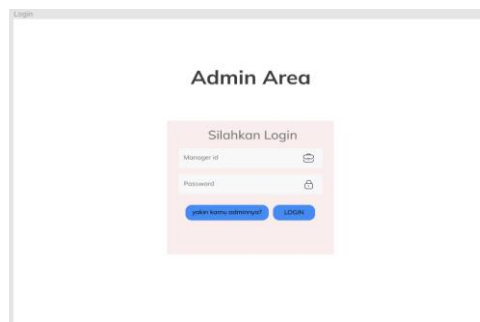 Login
Admin Area
Silahkan Login
Manager id
Password
yakin kamu adminnya? LOGIN